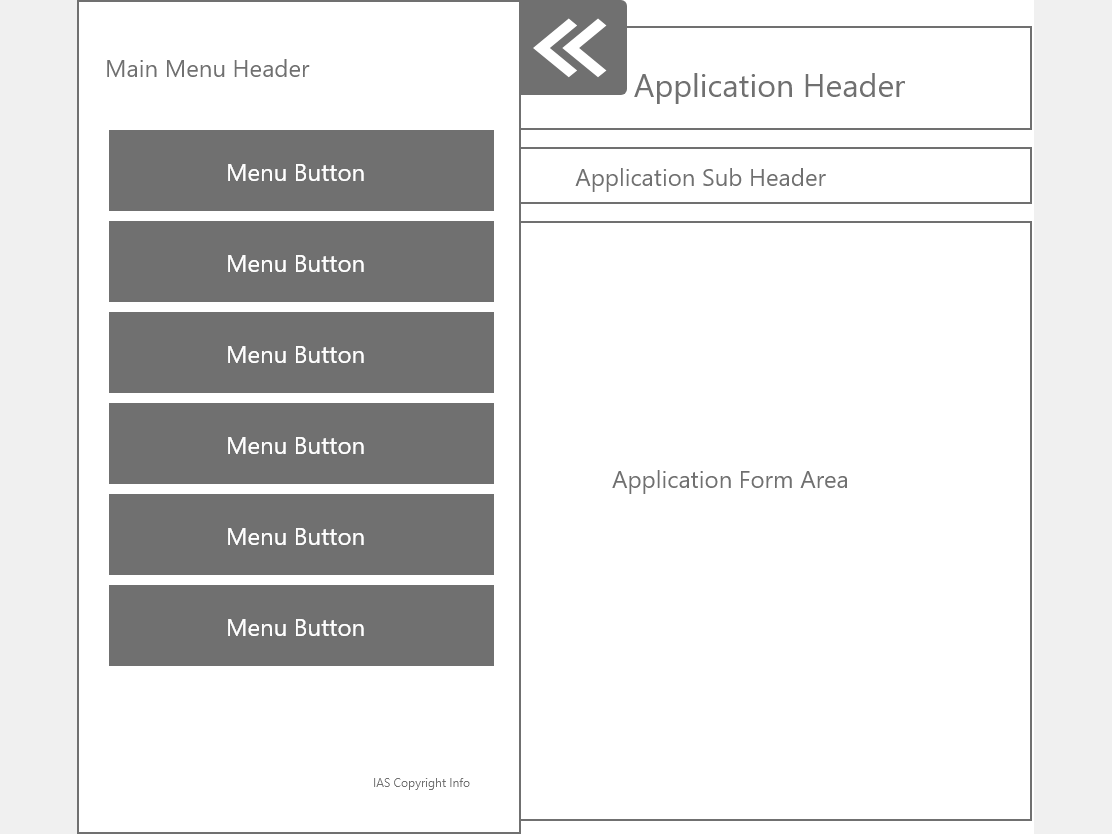 Main Menu Header
Menu Button
Menu Button
Menu Button
Menu Button
Menu Button
Menu Button
IAS Copyright Info
Application Header
Application Sub Header
Application Form Area